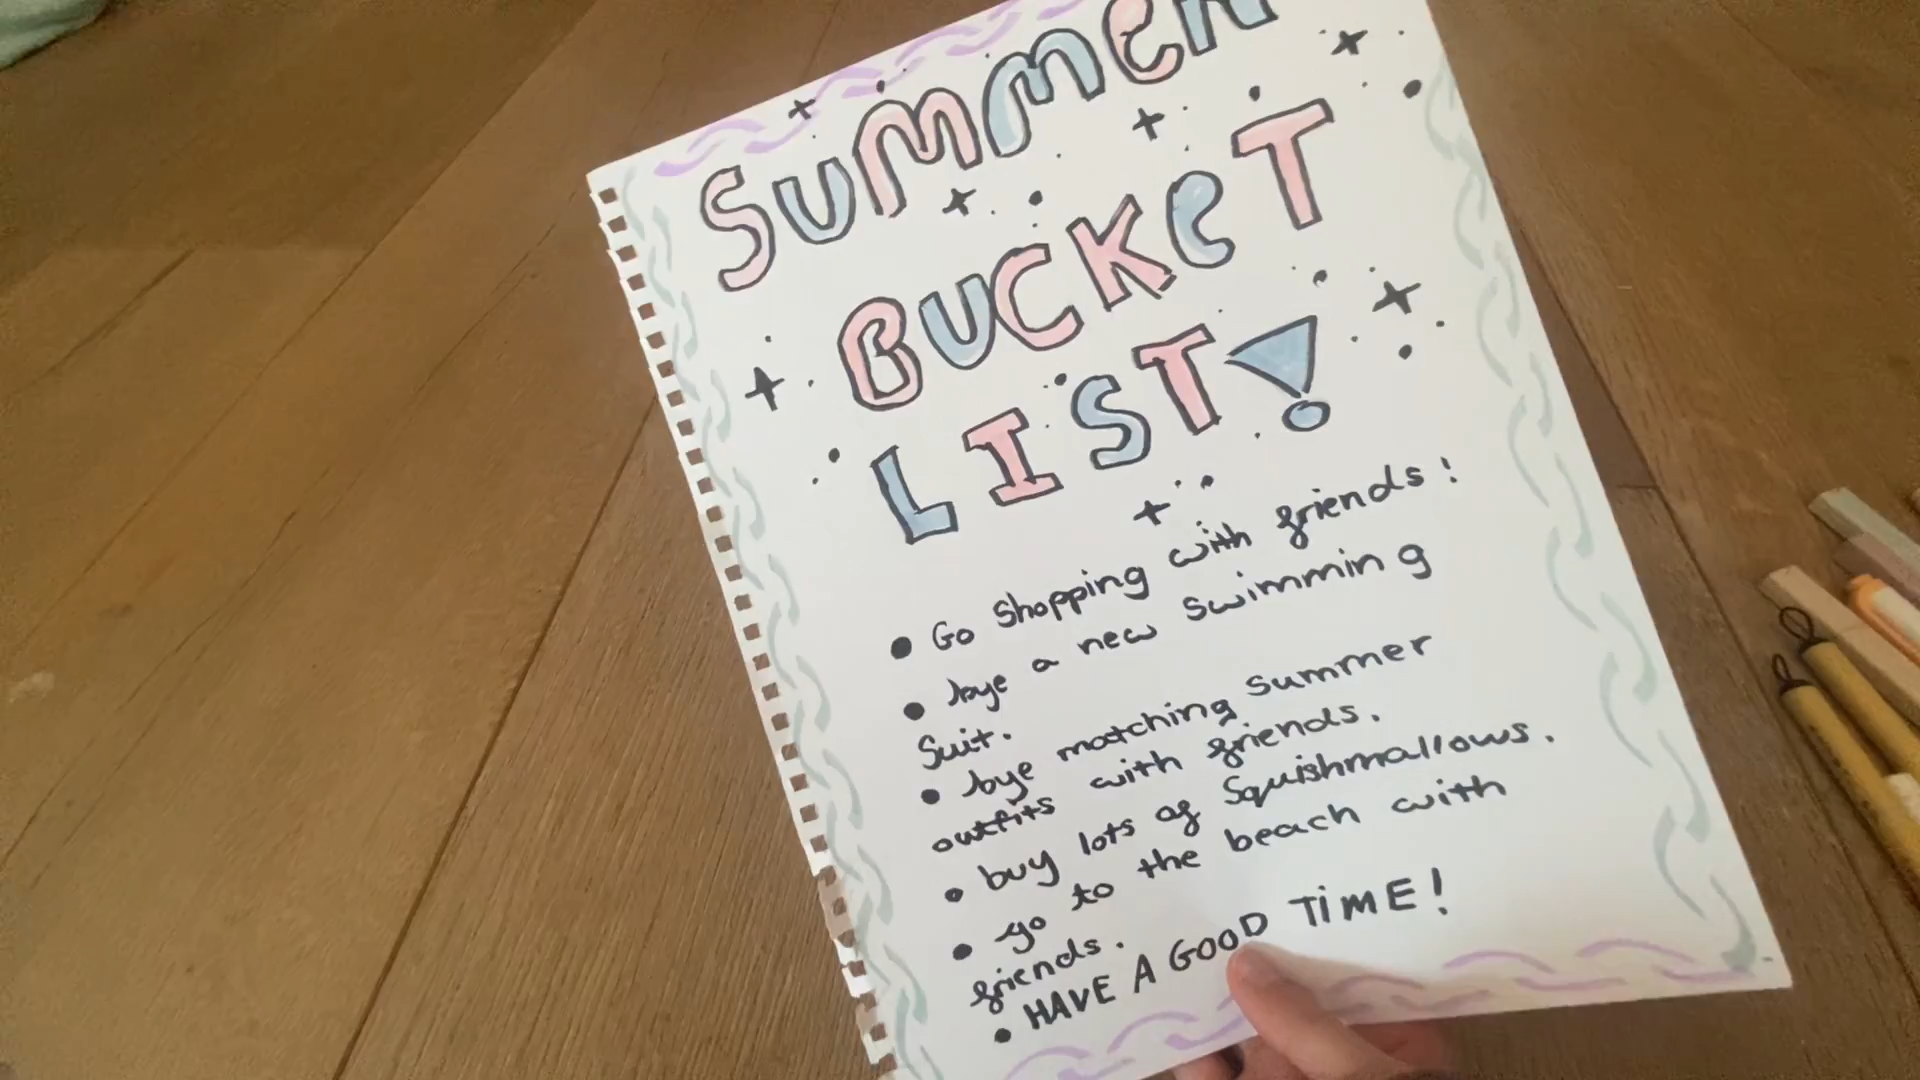 SUMMER
BUCKET
LIST!
• Go Shopping with friends!
• bye a new swimming
Suit.
• bye matching summer
outfits with friends.
• buy lots of Squishmallows.
• go to the beach with
friends.
• HAVE A GOOD TIME!